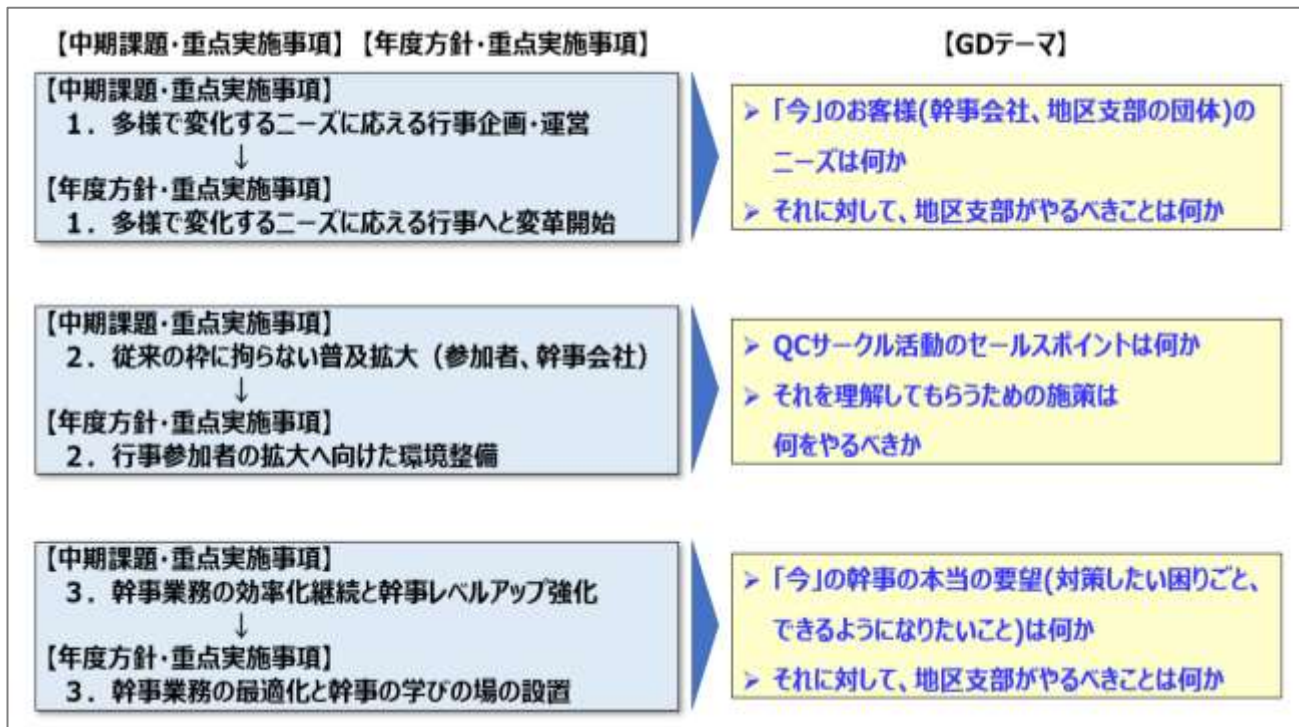 【中期課題・重点実施事項】【年度方針・重点実施事項】
【GDテーマ】
【中期課題・重点実施事項】
１．多様で変化するニーズに応える行事企画・運営
↓
【年度方針・重点実施事項】
１．多様で変化するニーズに応える行事へと変革開始
➢ 「今」のお客様(幹事会社、地区支部の団体)の
ニーズは何か
➢ それに対して、地区支部がやるべきことは何か
【中期課題・重点実施事項】
２．従来の枠に拘らない普及拡大（参加者、幹事会社）
↓
【年度方針・重点実施事項】
２．行事参加者の拡大へ向けた環境整備
➢ QCサークル活動のセールスポイントは何か
➢ それを理解してもらうための施策は
何をやるべきか
【中期課題・重点実施事項】
３．幹事業務の効率化継続と幹事レベルアップ強化
↓
【年度方針・重点実施事項】
３．幹事業務の最適化と幹事の学びの場の設置
➢ 「今」の幹事の本当の要望(対策したい困りごと、
できるようになりたいこと)は何か
➢ それに対して、地区支部がやるべきことは何か